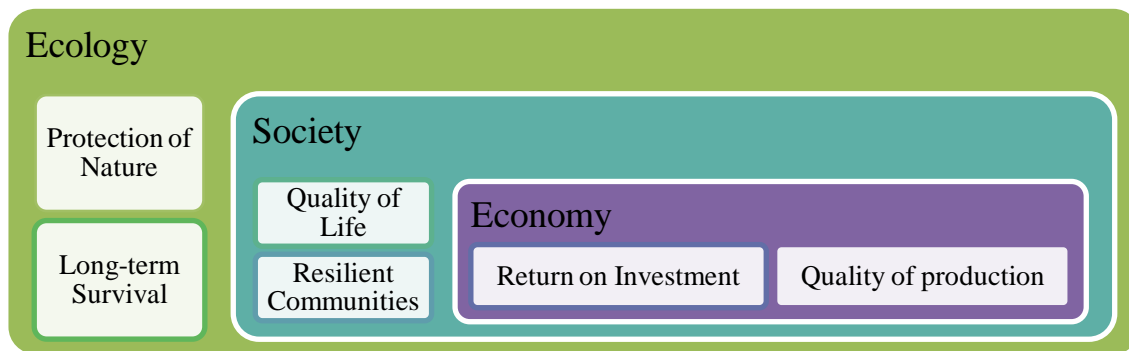 Ecology
Protection of
Nature
Long-term
Survival
Society
Quality of
Life
Resilient
Communities
Economy
Return on Investment
Quality of production